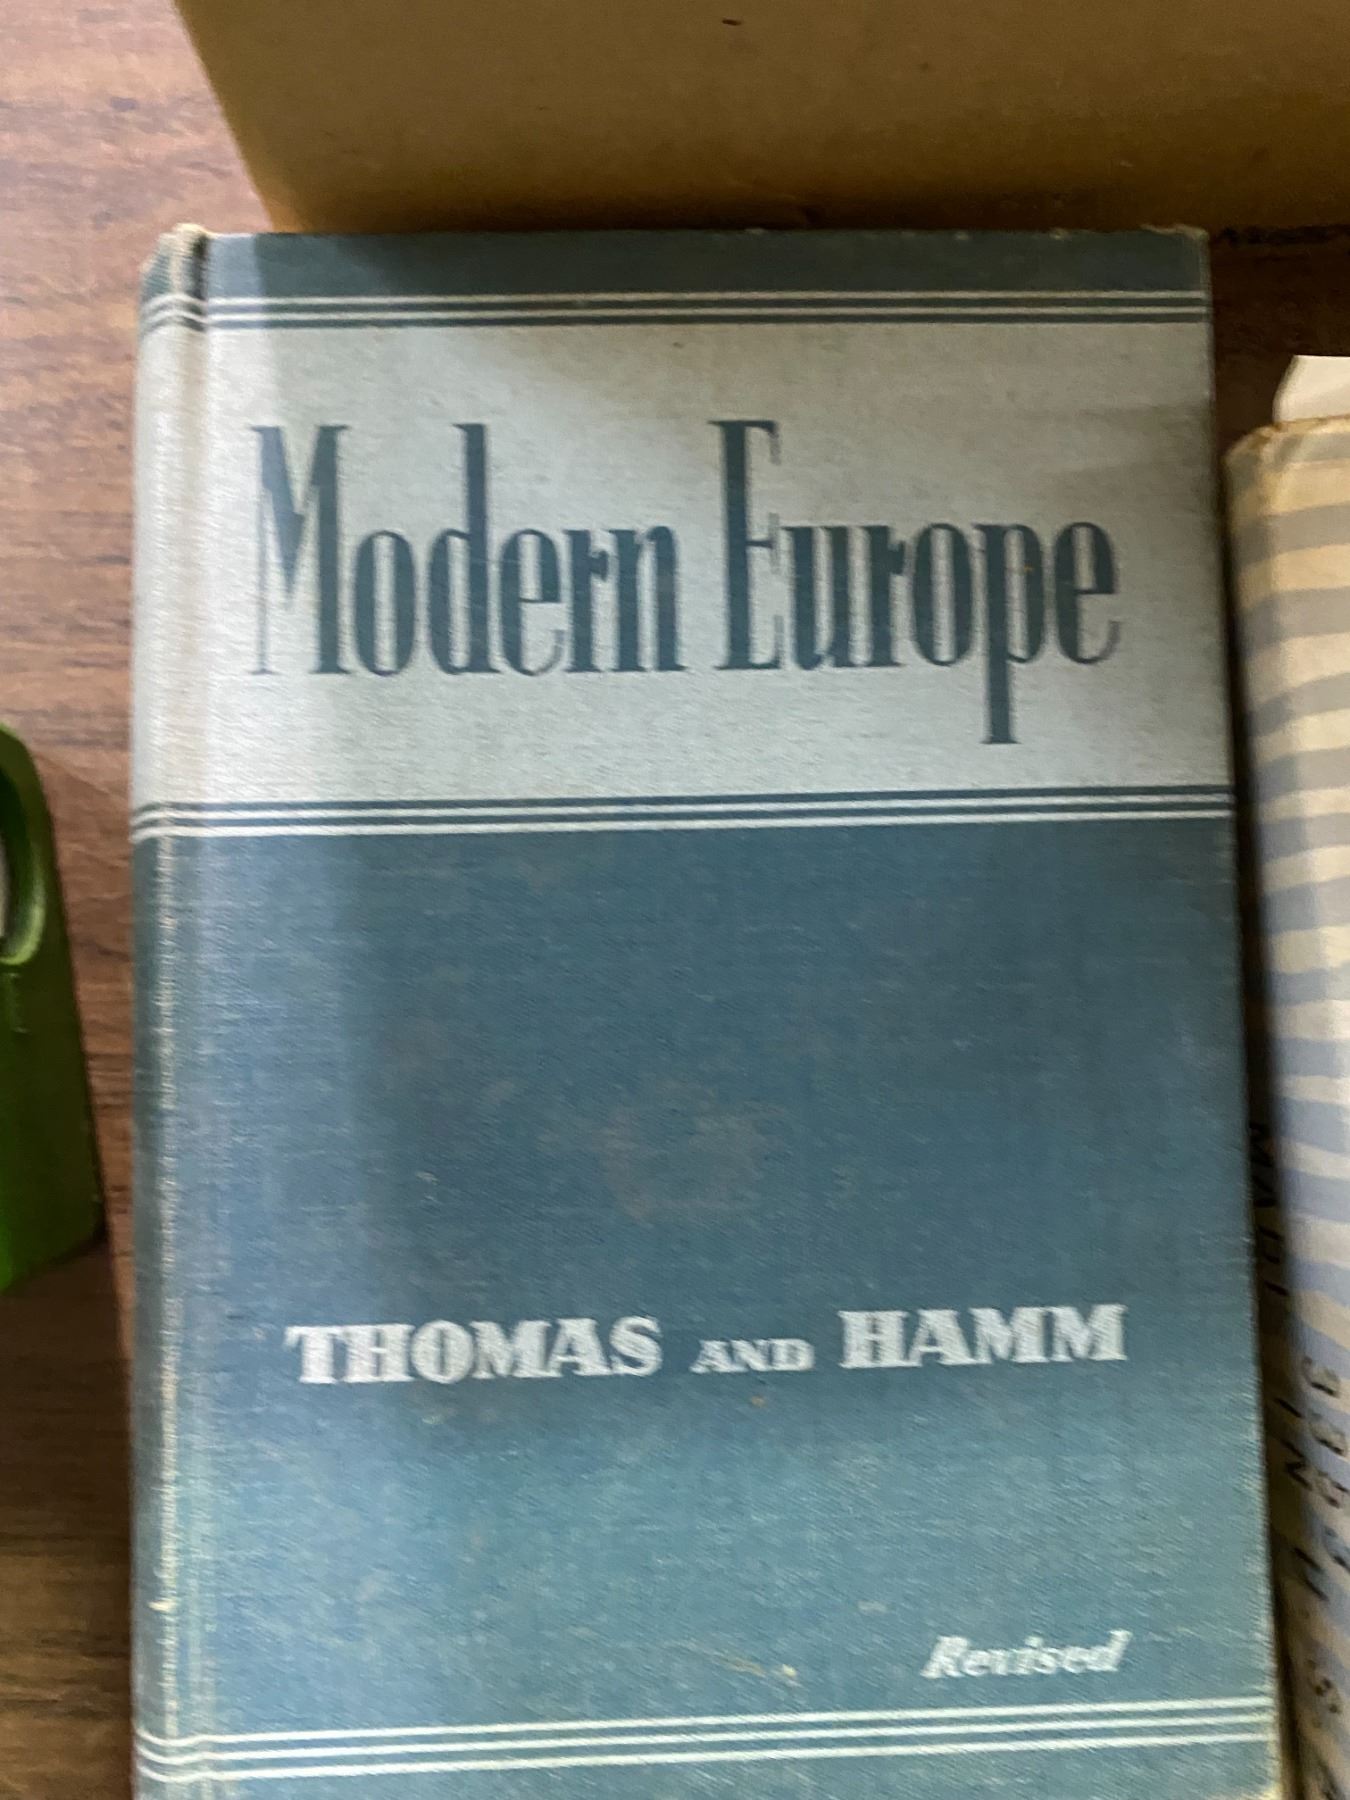 Modern Europe
THOMAS AND HAMM
Revised